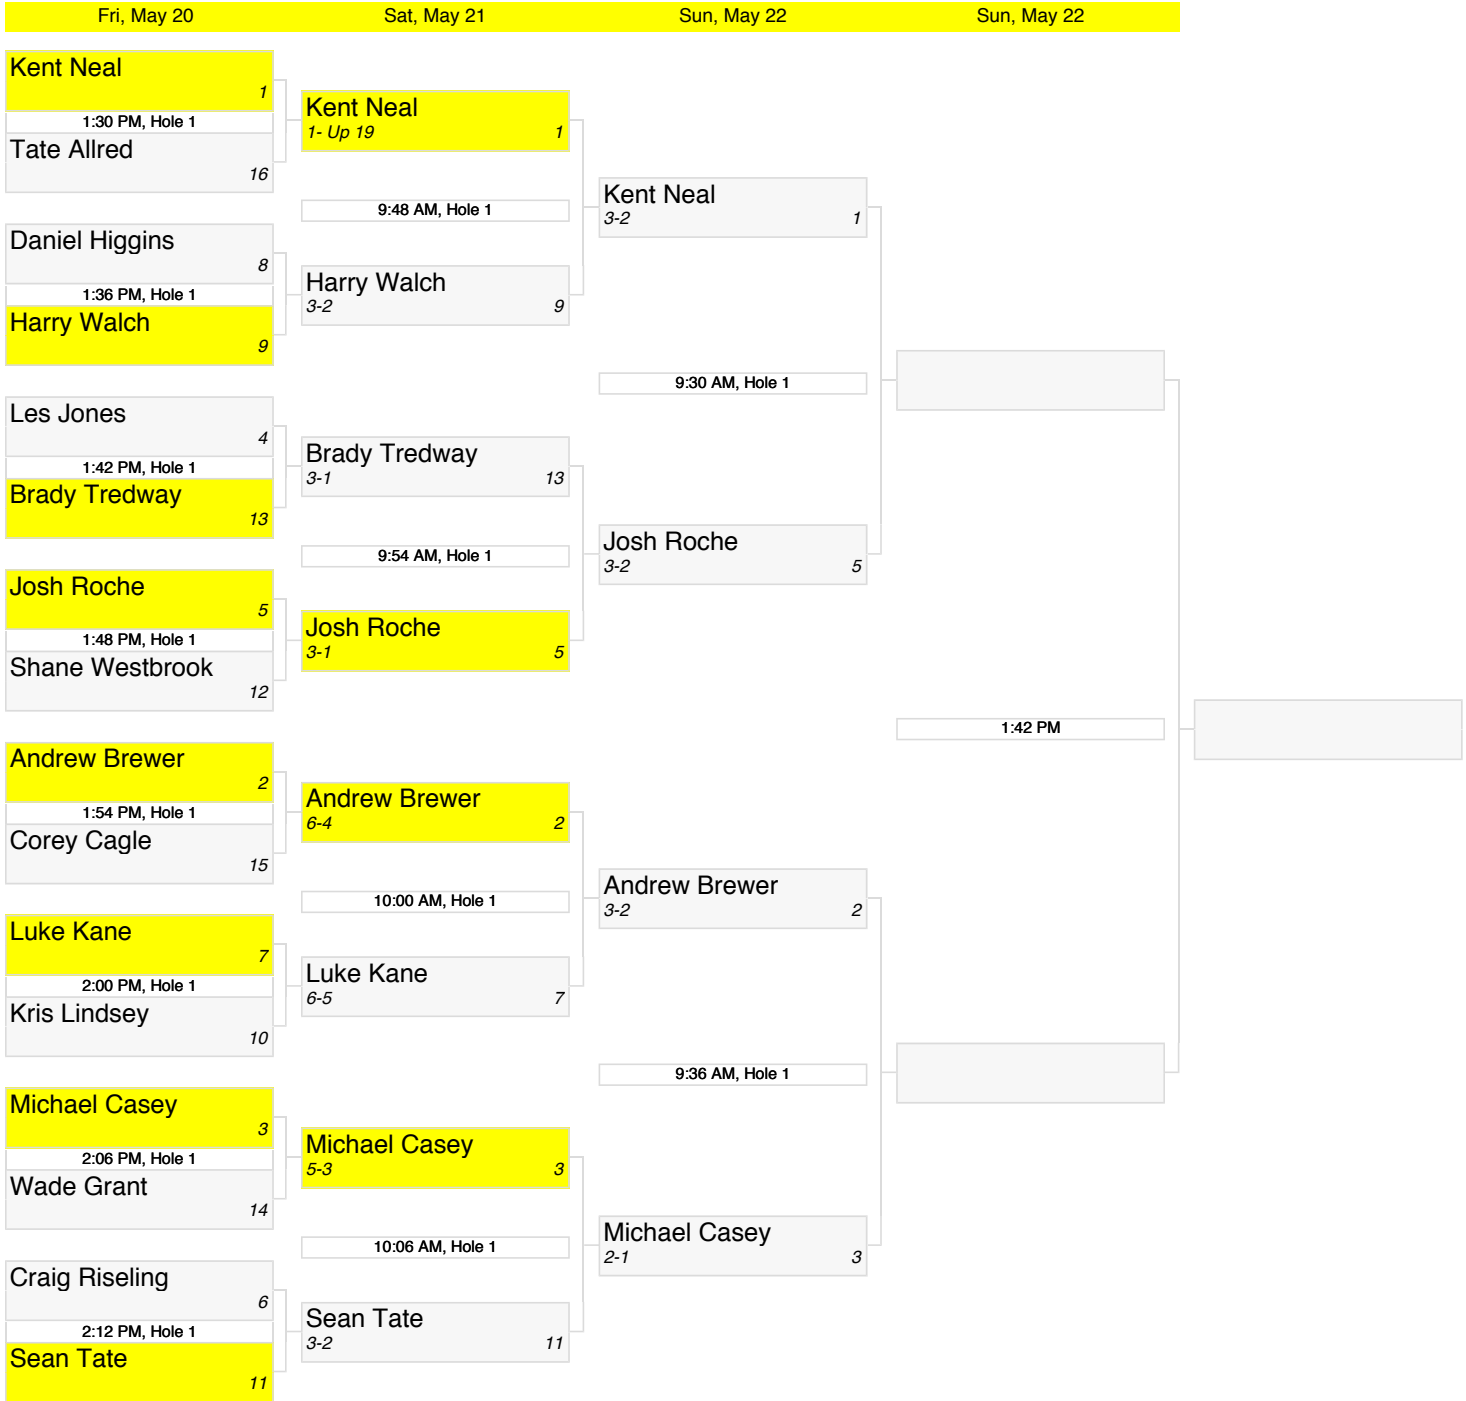 Fri, May 20
Sat, May 21
Sun, May 22
Sun, May 22
Kent Neal
1
1:30 PM, Hole 1
Tate Allred
16
Daniel Higgins
8
1:36 PM, Hole 1
Harry Walch
9
Les Jones
4
1:42 PM, Hole 1
Brady Tredway
13
Josh Roche
5
1:48 PM, Hole 1
Shane Westbrook
12
Andrew Brewer
2
1:54 PM, Hole 1
Corey Cagle
15
Luke Kane
7
2:00 PM, Hole 1
Kris Lindsey
10
Michael Casey
3
2:06 PM, Hole 1
Wade Grant
14
Craig Riseling
6
2:12 PM, Hole 1
Sean Tate
11
Kent Neal
1- Up 19 1
9:48 AM, Hole 1
Harry Walch
3-2 9
Brady Tredway
3-1 13
9:54 AM, Hole 1
Josh Roche
3-1 5
Andrew Brewer
6-4 2
10:00 AM, Hole 1
Luke Kane
6-5 7
Michael Casey
5-3 3
10:06 AM, Hole 1
Sean Tate
3-2 11
Kent Neal
3-2 1
9:30 AM, Hole 1
Josh Roche
3-2 5
Andrew Brewer
3-2 2
9:36 AM, Hole 1
Michael Casey
2-1 3
1:42 PM